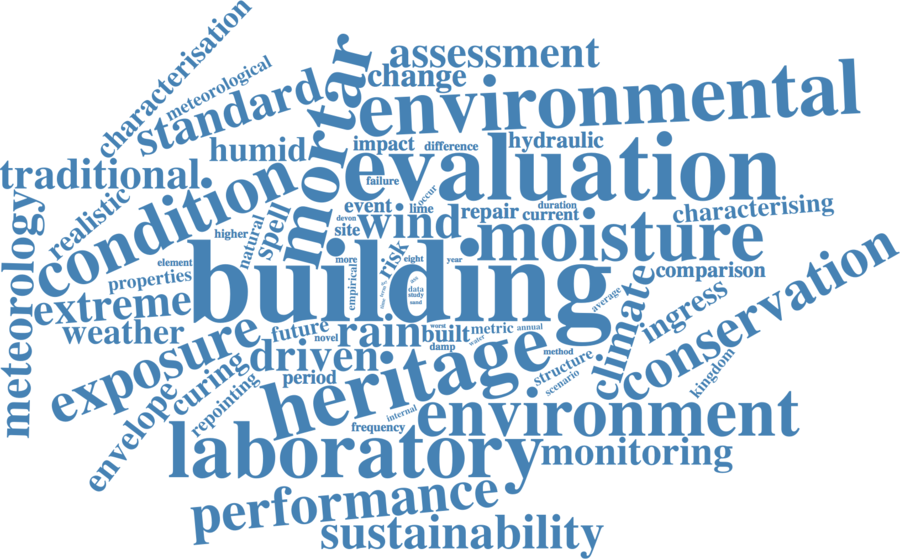 characterisation
meteorological
standard
mortar
assessment
change
environmental
humid
impact
difference
hydraulic
traditional
condition
evaluation
failure
occur
realistic
natural
spell
event
lime
duration
devon
site
wind
repair
current
characterising
meteorology
higher
moisture
element
properties
building
more
risk
eight
year
comparison
empirical
data
study
extreme
weather
average
climate
ingress
conservation
exposure
future
novel
rain
worst
built
metric
annual
water
damp
driven
method
structure
scenario
kingdom
envelope
curing
repointing
period
heritage
internal
frequency
environment
laboratory
monitoring
performance
sustainability